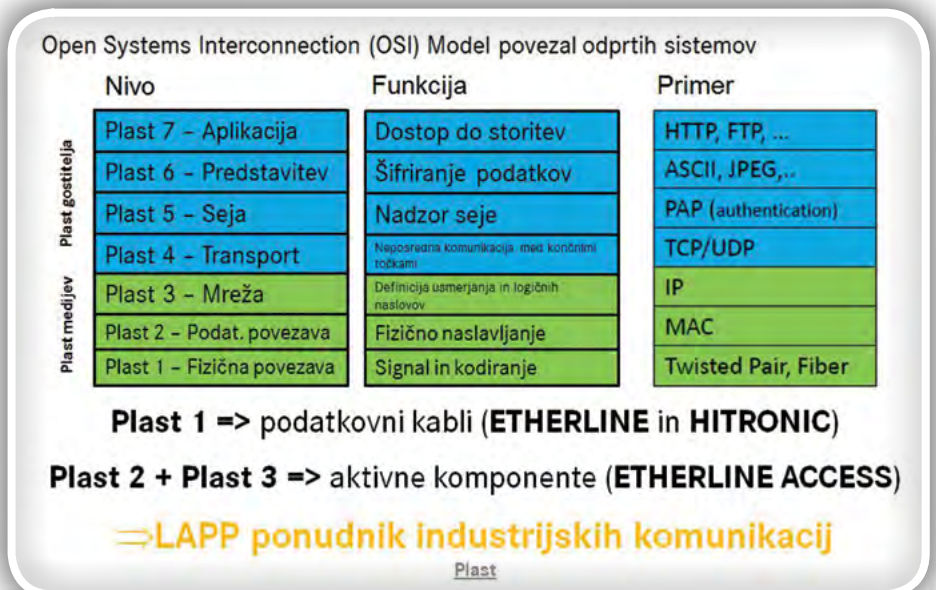 Open Systems Interconnection (OSI) Model povezal odprtih sistemov
Nivo Funkcija Primer
Plast gostitelja
Plast 7 – Aplikacija Dostop do storitev HTTP, FTP, ...
Plast 6 – Predstavitev Šifriranje podatkov ASCII, JPEG,..
Plast 5 – Seja Nadzor seje PAP (authentication)
Plast 4 – Transport Neposredna komunikacija med končnimi točkami TCP/UDP
Plast medijev
Plast 3 – Mreža Definicija usmerjanja in logičnih naslovov IP
Plast 2 – Podat. povezava Fizično naslavljanje MAC
Plast 1 – Fizična povezava Signal in kodiranje Twisted Pair, Fiber
Plast 1 => podatkovni kabli (ETHERLINE in HITRONIC)
Plast 2 + Plast 3 => aktivne komponente (ETHERLINE ACCESS)
⇒LAPP ponudnik industrijskih komunikacij
Plast